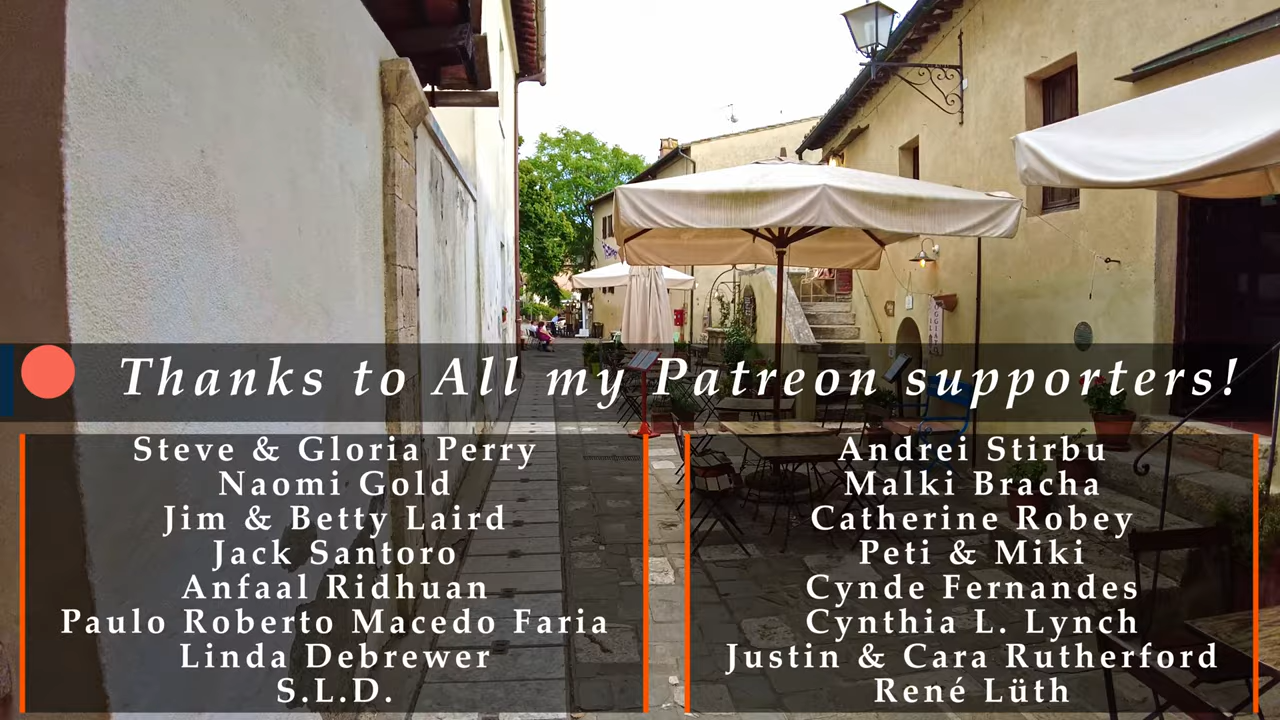 Thanks to All my Patreon supporters!
Steve & Gloria Perry
Naomi Gold
Jim & Betty Laird
Jack Santoro
Anfaal Ridhuan
Paulo Roberto Macedo Faria
Linda Debrewer
S.L.D.
Andrei Stirbu
Malki Bracha
Catherine Robey
Peti & Miki
Cynde Fernandes
Cynthia L. Lynch
Justin & Cara Rutherford
René Lüth